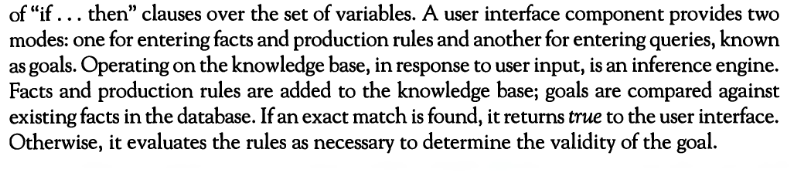 of “if . . . then” clauses over the set of variables. A user interface component provides two
modes: one for entering facts and production rules and another for entering queries, known
as goals. Operating on the knowledge base, in response to user input, is an inference engine.
Facts and production rules are added to the knowledge base; goals are compared against
existing facts in the database. If an exact match is found, it returns true to the user interface.
Otherwise, it evaluates the rules as necessary to determine the validity of the goal.